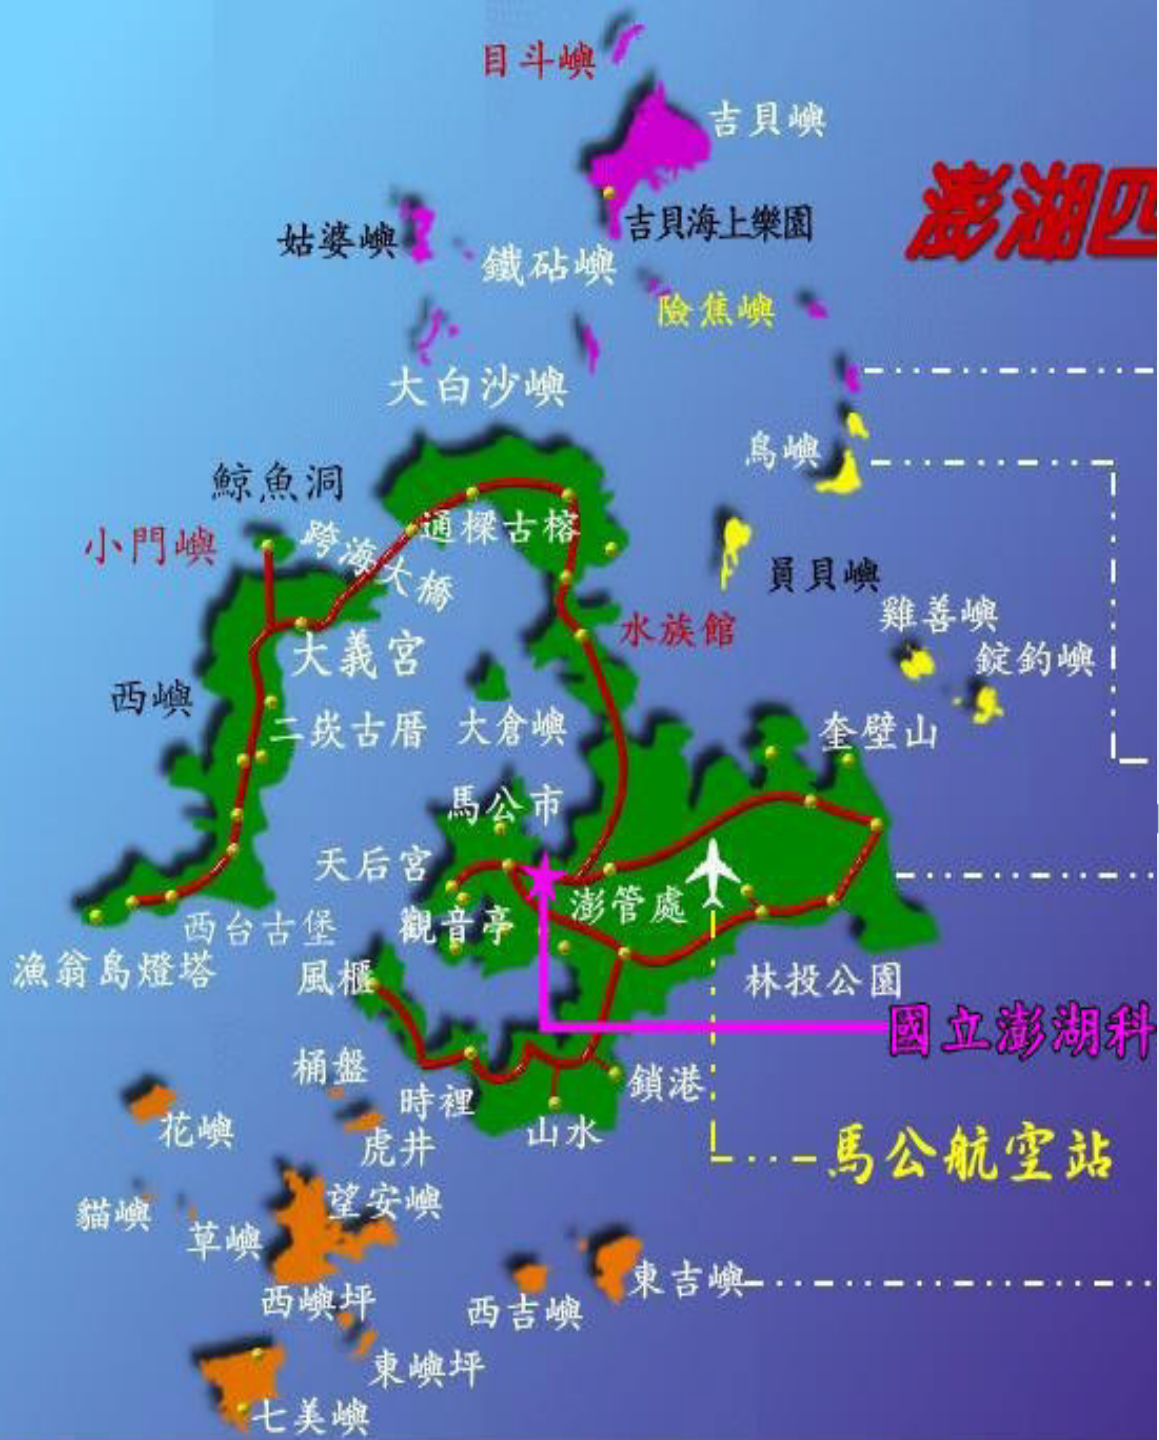 目斗嶼
吉貝嶼
澎湖四
姑婆嶼
吉貝海上樂園
鐵砧嶼
險焦嶼
大白沙嶼
鳥嶼
鯨魚洞
小門嶼
跨海大橋
通樑古榕
員貝嶼
雞善嶼
水族館
大義宮
錠鈞嶼
西嶼
二崁古厝
大倉嶼
奎壁山
馬公市
天后宮
澎管處
觀音亭
西台古堡
漁翁島燈塔
風櫃
林投公園
國立澎湖科
桶盤
時裡
鎖港
花嶼
山水
虎井
馬公航空站
貓嶼
望安嶼
草嶼
西嶼坪
西吉嶼
東吉嶼
東嶼坪
七美嶼